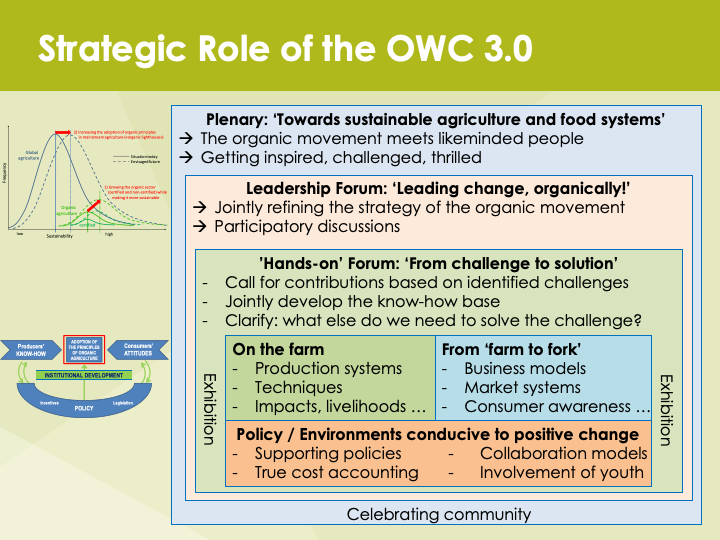 Strategic Role of the OWC 3.0
2) Increasing the adoption of organic principles
in mainstream agriculture (=organic lighthouses)
Global
agriculture
Situation today
Envisaged future
Frequency
1) Growing the organic sector
(certified and non-certified) while
making it more sustainable
Organic
agriculture
certified
low
Sustainability
high
Producers'
KNOW-HOW
ADOPTION OF
THE PRINCIPLES
OF ORGANIC
AGRICULTURE
Consumers'
ATTITUDES
INSTITUTIONAL DEVELOPMENT
Incentives
Legislation
POLICY
Plenary: ‘Towards sustainable agriculture and food systems’
→ The organic movement meets likeminded people
→ Getting inspired, challenged, thrilled
Leadership Forum: ‘Leading change, organically!’
→ Jointly refining the strategy of the organic movement
→ Participatory discussions
’Hands-on’ Forum: ‘From challenge to solution’
- Call for contributions based on identified challenges
- Jointly develop the know-how base
- Clarify: what else do we need to solve the challenge?
Exhibition
On the farm
- Production systems
- Techniques
- Impacts, livelihoods …
From ‘farm to fork’
- Business models
- Market systems
- Consumer awareness …
Exhibition
Policy / Environments conducive to positive change
- Supporting policies - Collaboration models
- True cost accounting - Involvement of youth
Celebrating community